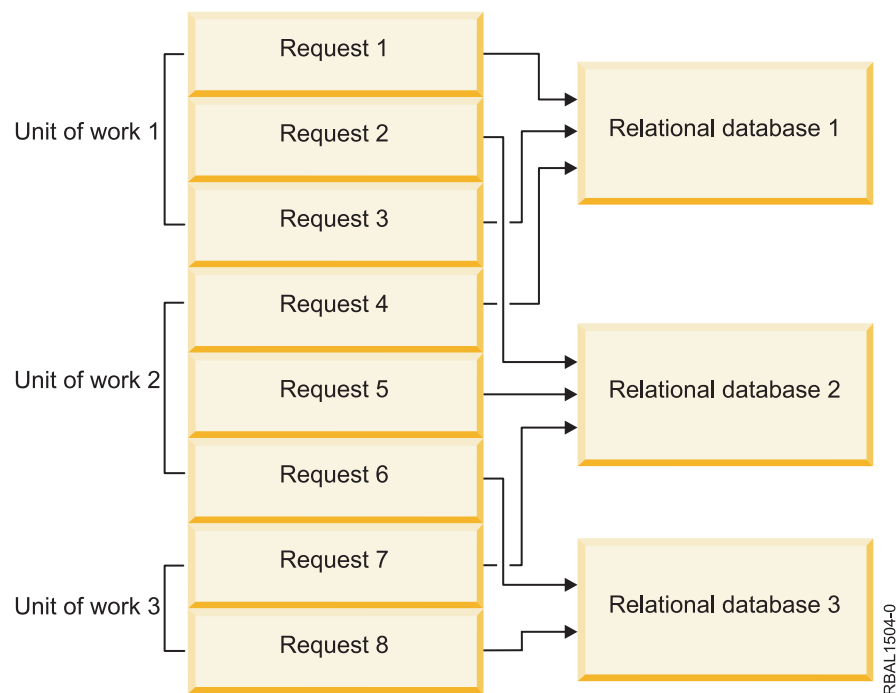 Request 1
Request 2
Request 3
Request 4
Request 5
Request 6
Request 7
Request 8
Unit of work 1
Unit of work 2
Unit of work 3
Relational database 1
Relational database 2
Relational database 3
RBAL1504-0